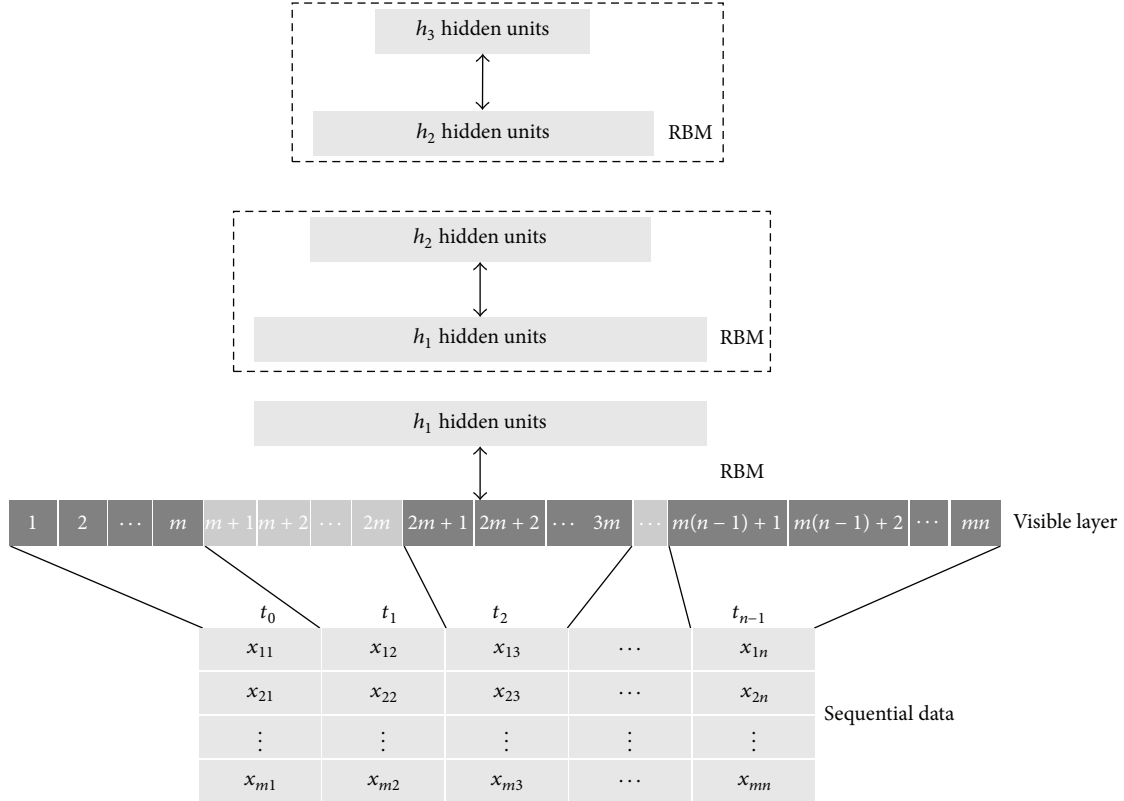 h₃ hidden units
h₂ hidden units
RBM
h₂ hidden units
h₁ hidden units
RBM
h₁ hidden units
RBM
1 2 ⋯ m m + 1 m + 2 ⋯ 2m 2m + 1 2m + 2 ⋯ 3m ⋯ m(n − 1) + 1 m(n − 1) + 2 ⋯ mn Visible layer
t₀ t₁ t₂ tₙ₋₁
x₁₁ x₁₂ x₁₃ ⋯ x₁ₙ
x₂₁ x₂₂ x₂₃ ⋯ x₂ₙ
Sequential data
⋮ ⋮ ⋮ ⋮ ⋮
xₘ₁ xₘ₂ xₘ₃ ⋯ xₘₙ